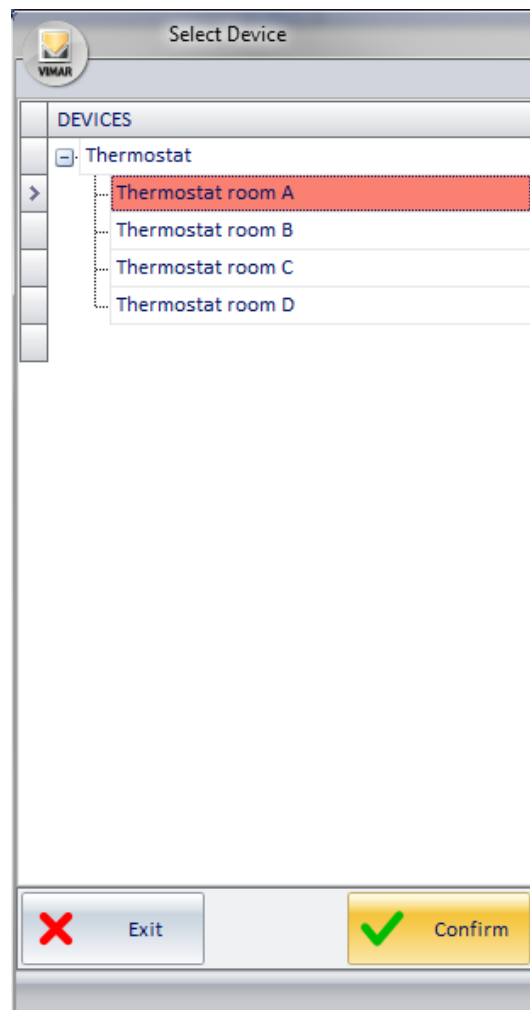 Select Device
VIMAR
DEVICES
Thermostat
Thermostat room A
Thermostat room B
Thermostat room C
Thermostat room D
Exit
Confirm